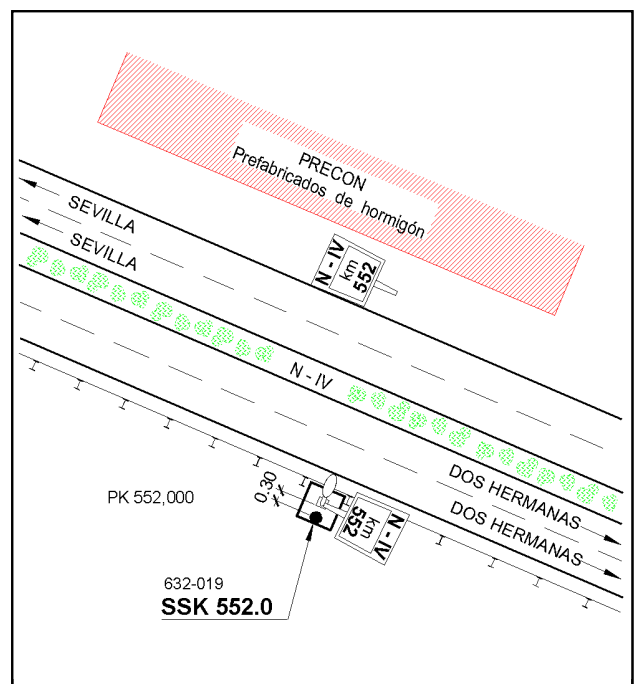 PRECON
Prefabricados de hormigón
SEVILLA
SEVILLA
N - IV
km
552
N - IV
DOS HERMANAS
DOS HERMANAS
PK 552,000
0.30
km
552
N - IV
632-019
SSK 552.0